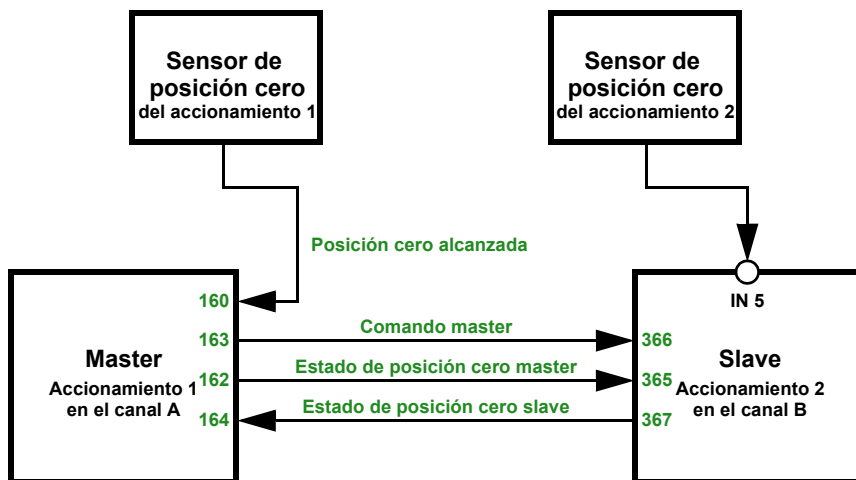 Sensor de
posición cero
del accionamiento 1
Sensor de
posición cero
del accionamiento 2
Posición cero alcanzada
160
IN 5
163
Comando master
366
Master
Slave
162
Estado de posición cero master
365
Accionamiento 1
en el canal A
Accionamiento 2
en el canal B
164
Estado de posición cero slave
367